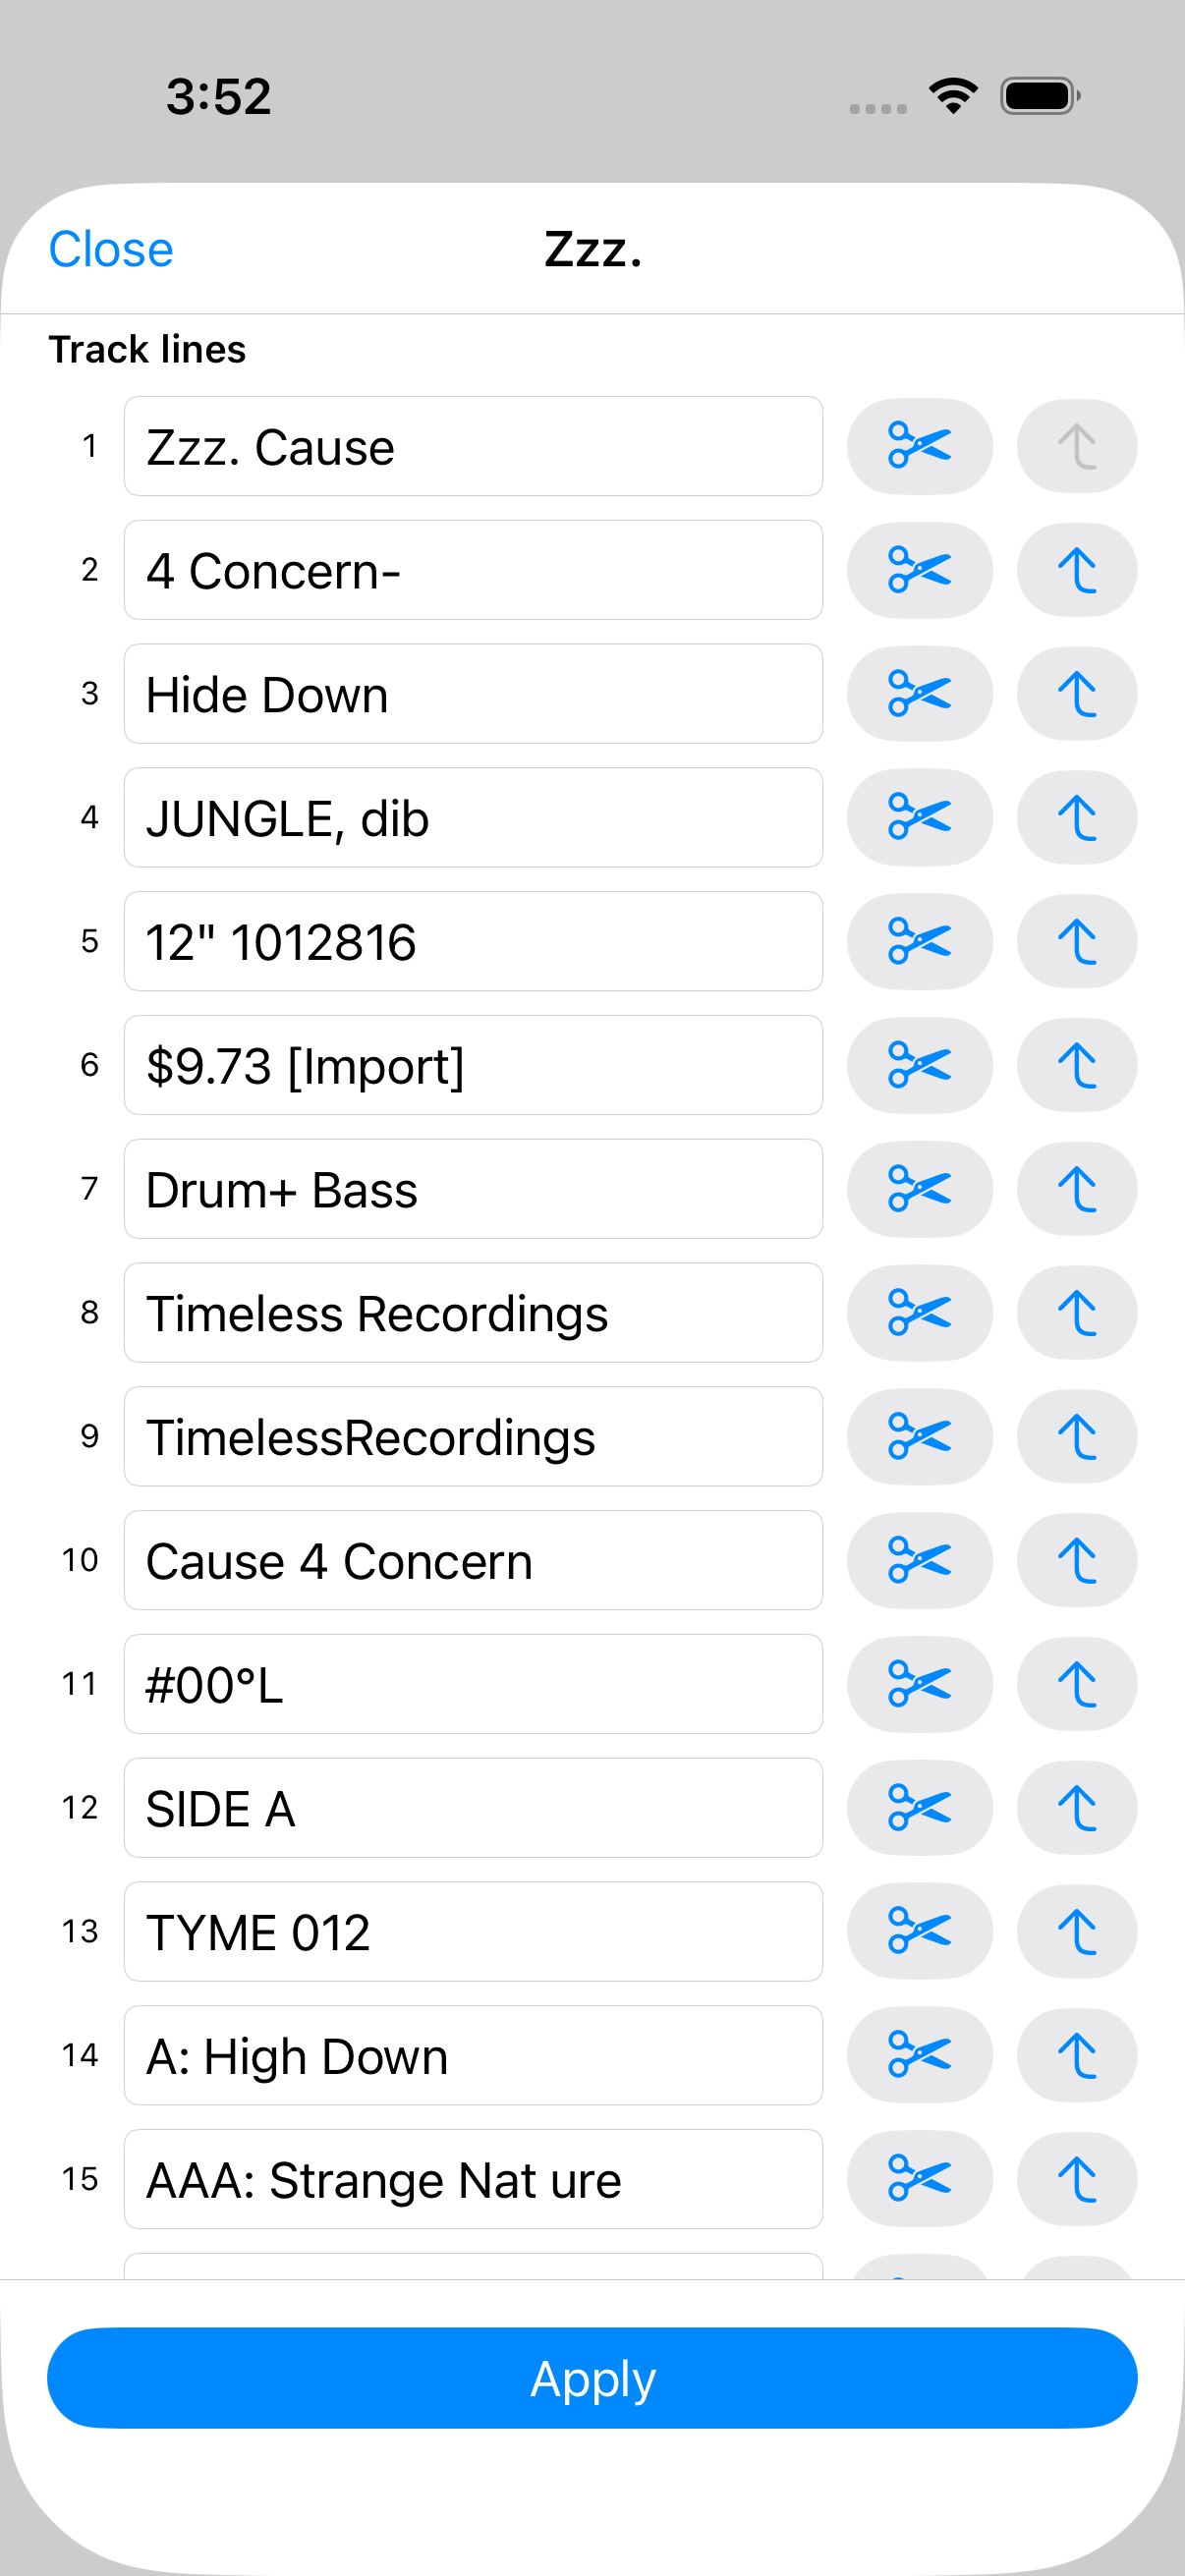 3:52
Close
Zzz.
Track lines
1 Zzz. Cause
2 4 Concern-
3 Hide Down
4 JUNGLE, dib
5 12" 1012816
6 $9.73 [Import]
7 Drum+ Bass
8 Timeless Recordings
9 TimelessRecordings
10 Cause 4 Concern
11 #00°L
12 SIDE A
13 TYME 012
14 A: High Down
15 AAA: Strange Nat ure
Apply